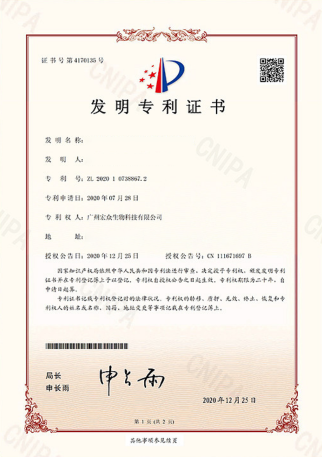 证书号第4170135号
发明专利证书
发明名称:
发明人:
专利号:ZL 2020 1 0738867.2
专利申请日:2020年07月28日
专利权人:广州宏众生物科技有限公司
地址:
授权公告日:2020年12月25日 授权公告号:CN 111671697 B
国家知识产权局依照中华人民共和国专利法进行审查,决定授予专利权,颁发发明专利
证书并在专利登记簿上予以登记。专利权自授权公告之日起生效。专利权期限为二十年,自
申请日起算。
专利证书记载专利权登记时的法律状况。专利权的转移、质押、无效、终止、恢复和专
利权人的姓名或名称、国籍、地址变更等事项记载在专利登记簿上。
局长
申长雨
申长雨
2020年12月25日
第 1 页 (共 2 页)
其他事项参见续页
CNIPA